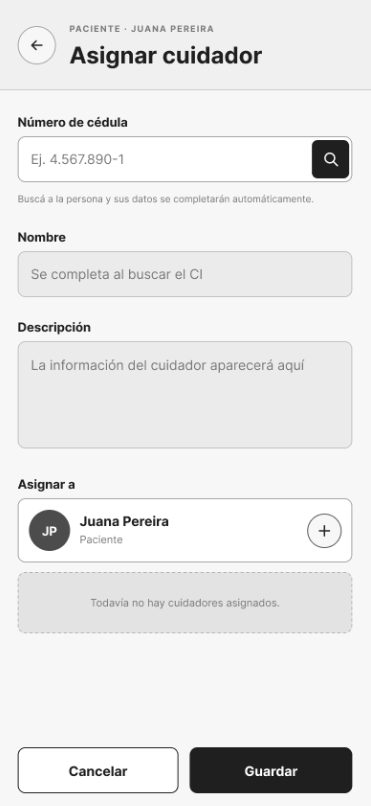 PACIENTE · JUANA PEREIRA
Asignar cuidador
Número de cédula
Ej. 4.567.890-1
Buscá a la persona y sus datos se completarán automáticamente.
Nombre
Se completa al buscar el CI
Descripción
La información del cuidador aparecerá aquí
Asignar a
JP
Juana Pereira
Paciente
Todavía no hay cuidadores asignados.
Cancelar
Guardar